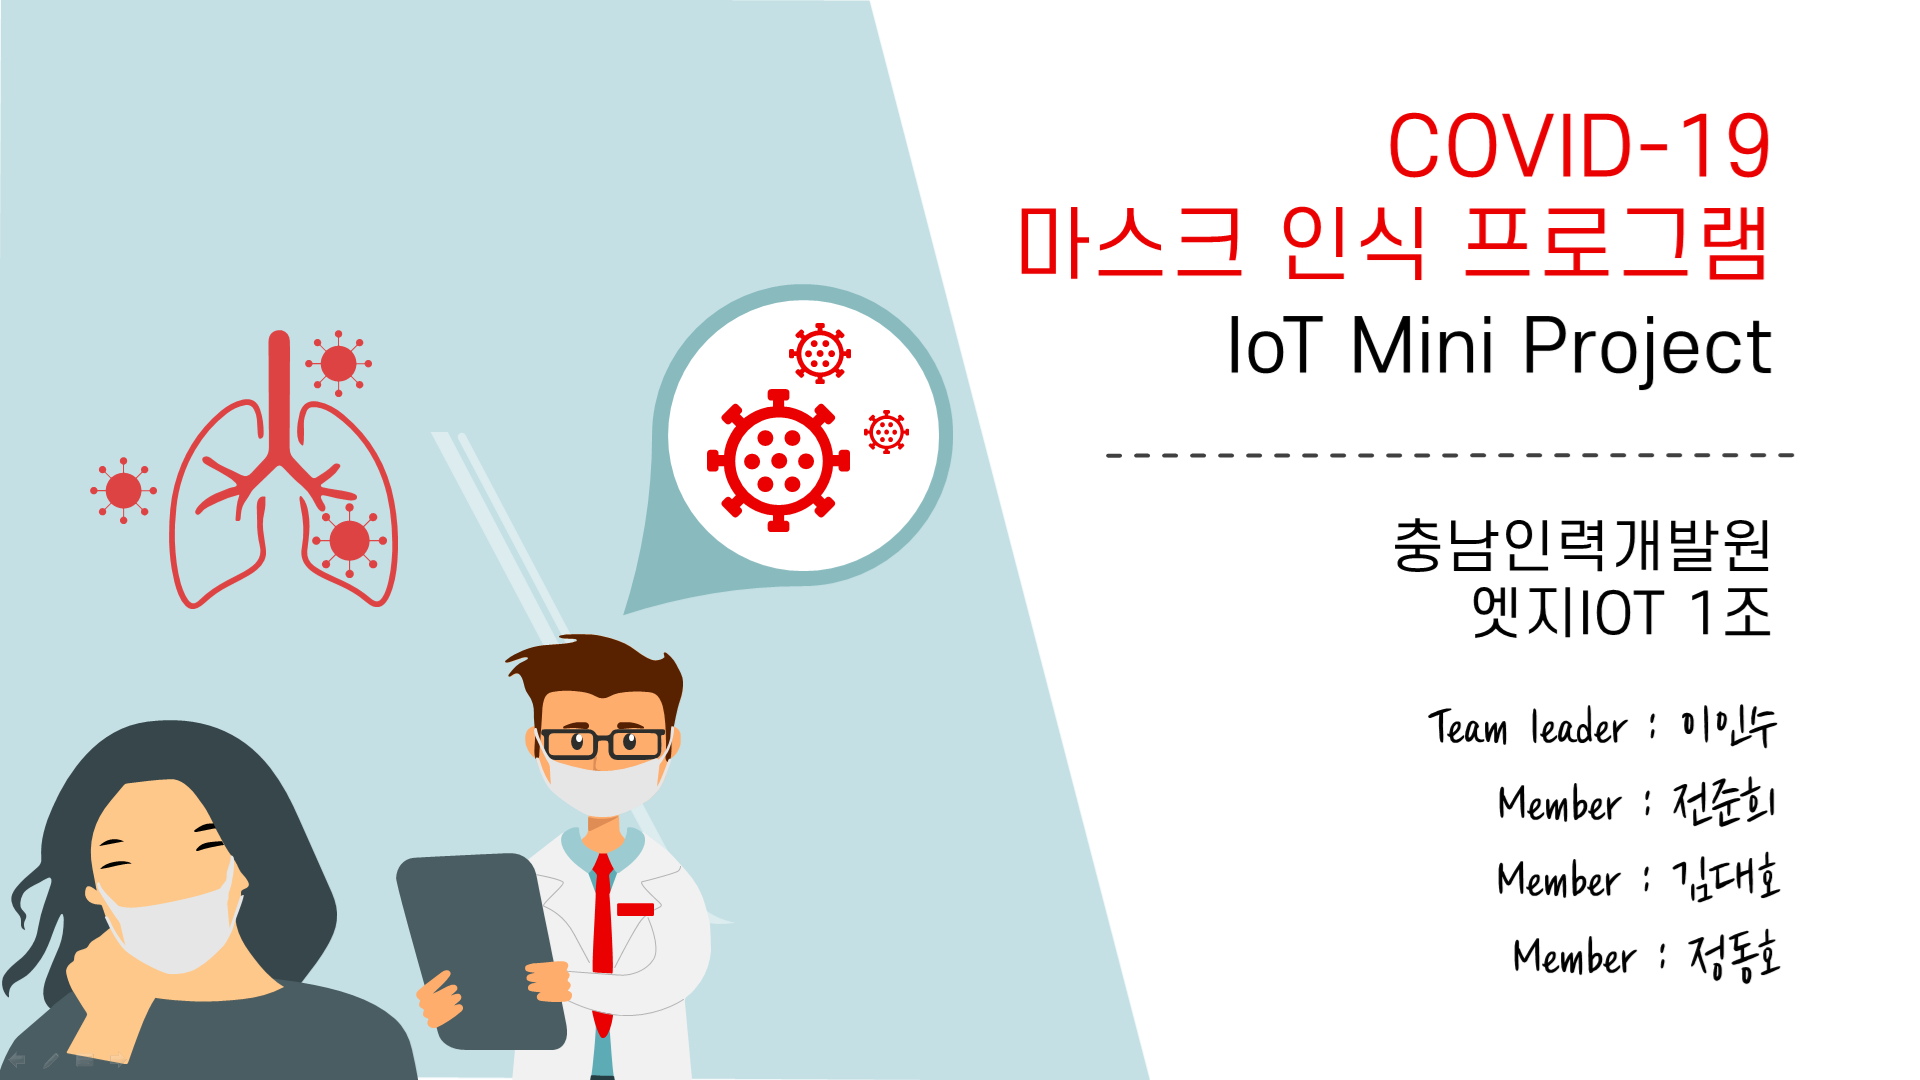 COVID-19
마스크 인식 프로그램
IoT Mini Project
충남인력개발원
엣지IOT 1조
Team leader : 이인수
Member : 전준희
Member : 김대호
Member : 정동호